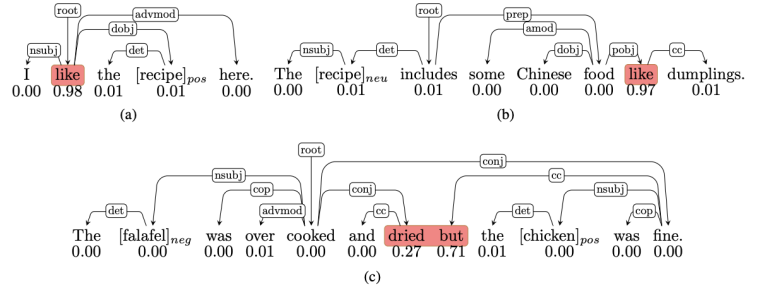 root root
advmod prep
dobj amod
nsubj det nsubj det dobj pobj cc
I like the [recipe]pos here. The [recipe]neu includes some Chinese food like dumplings.
0.00 0.98 0.01 0.01 0.00 0.00 0.01 0.01 0.00 0.00 0.00 0.97 0.01
(a) (b)
root
conj
nsubj cc
cop conj nsubj
det advmod cc det cop
The [falafel]neg was over cooked and dried but the [chicken]pos was fine.
0.00 0.00 0.00 0.01 0.00 0.00 0.27 0.71 0.01 0.00 0.00 0.00
(c)